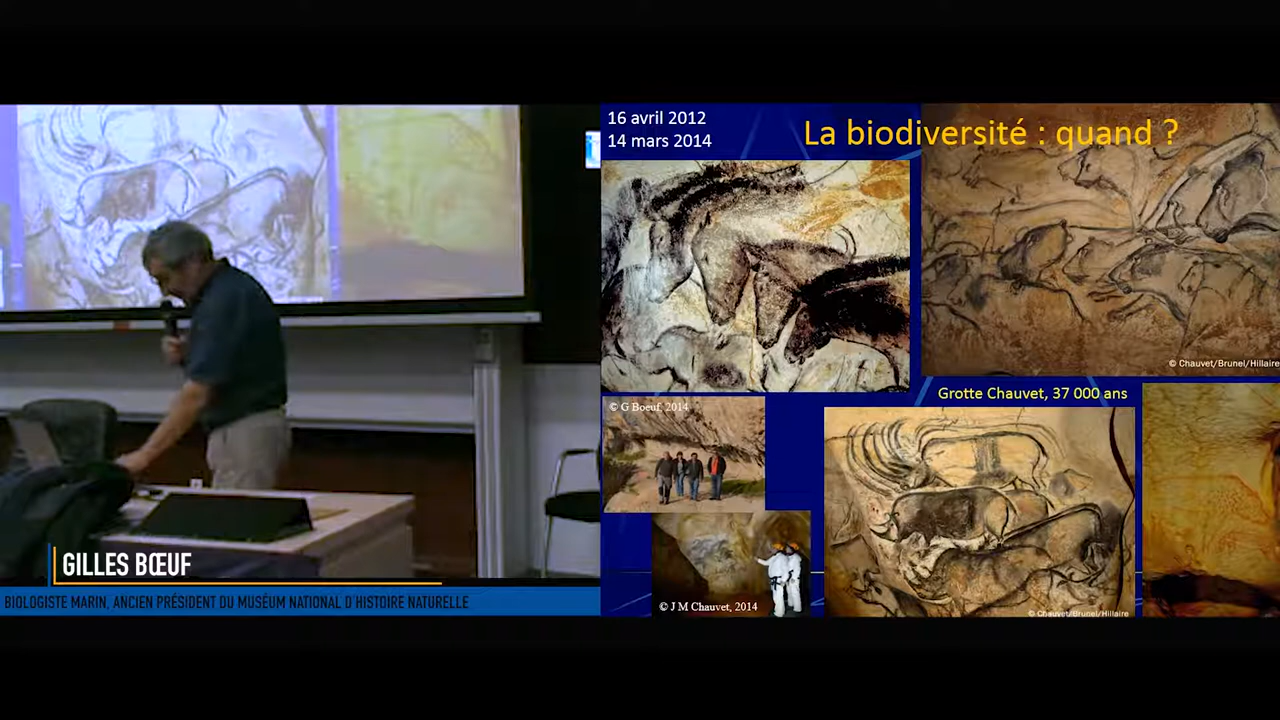 16 avril 2012
14 mars 2014
La biodiversité : quand ?
© Chauvet/Brunel/Hillaire
Grotte Chauvet, 37 000 ans
© G Boeuf, 2014
© J M Chauvet, 2014
© Chauvet/Brunel/Hillaire
GILLES BŒUF
BIOLOGISTE MARIN, ANCIEN PRÉSIDENT DU MUSÉUM NATIONAL D'HISTOIRE NATURELLE